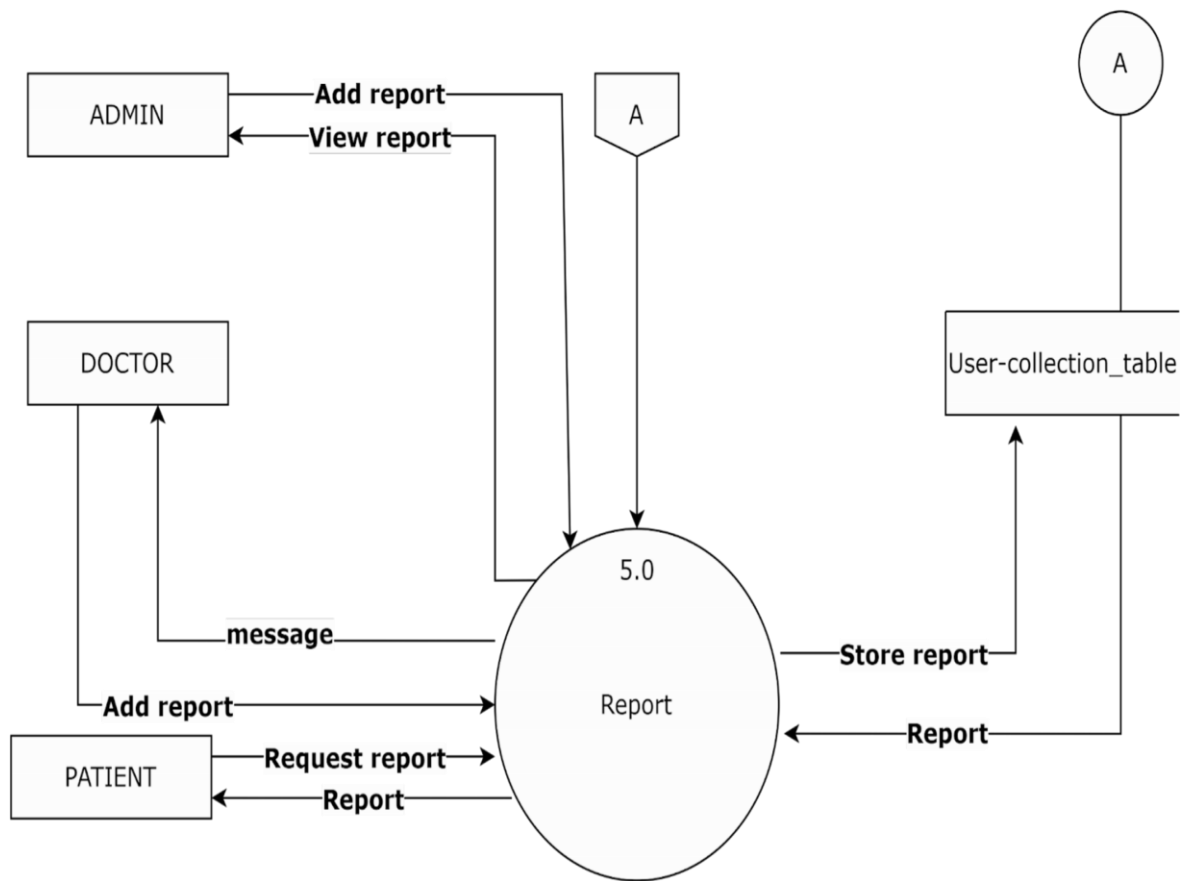 A
ADMIN
Add report
A
View report
DOCTOR
User-collection_table
5.0
message
Store report
Add report
Report
Report
Request report
PATIENT
Report